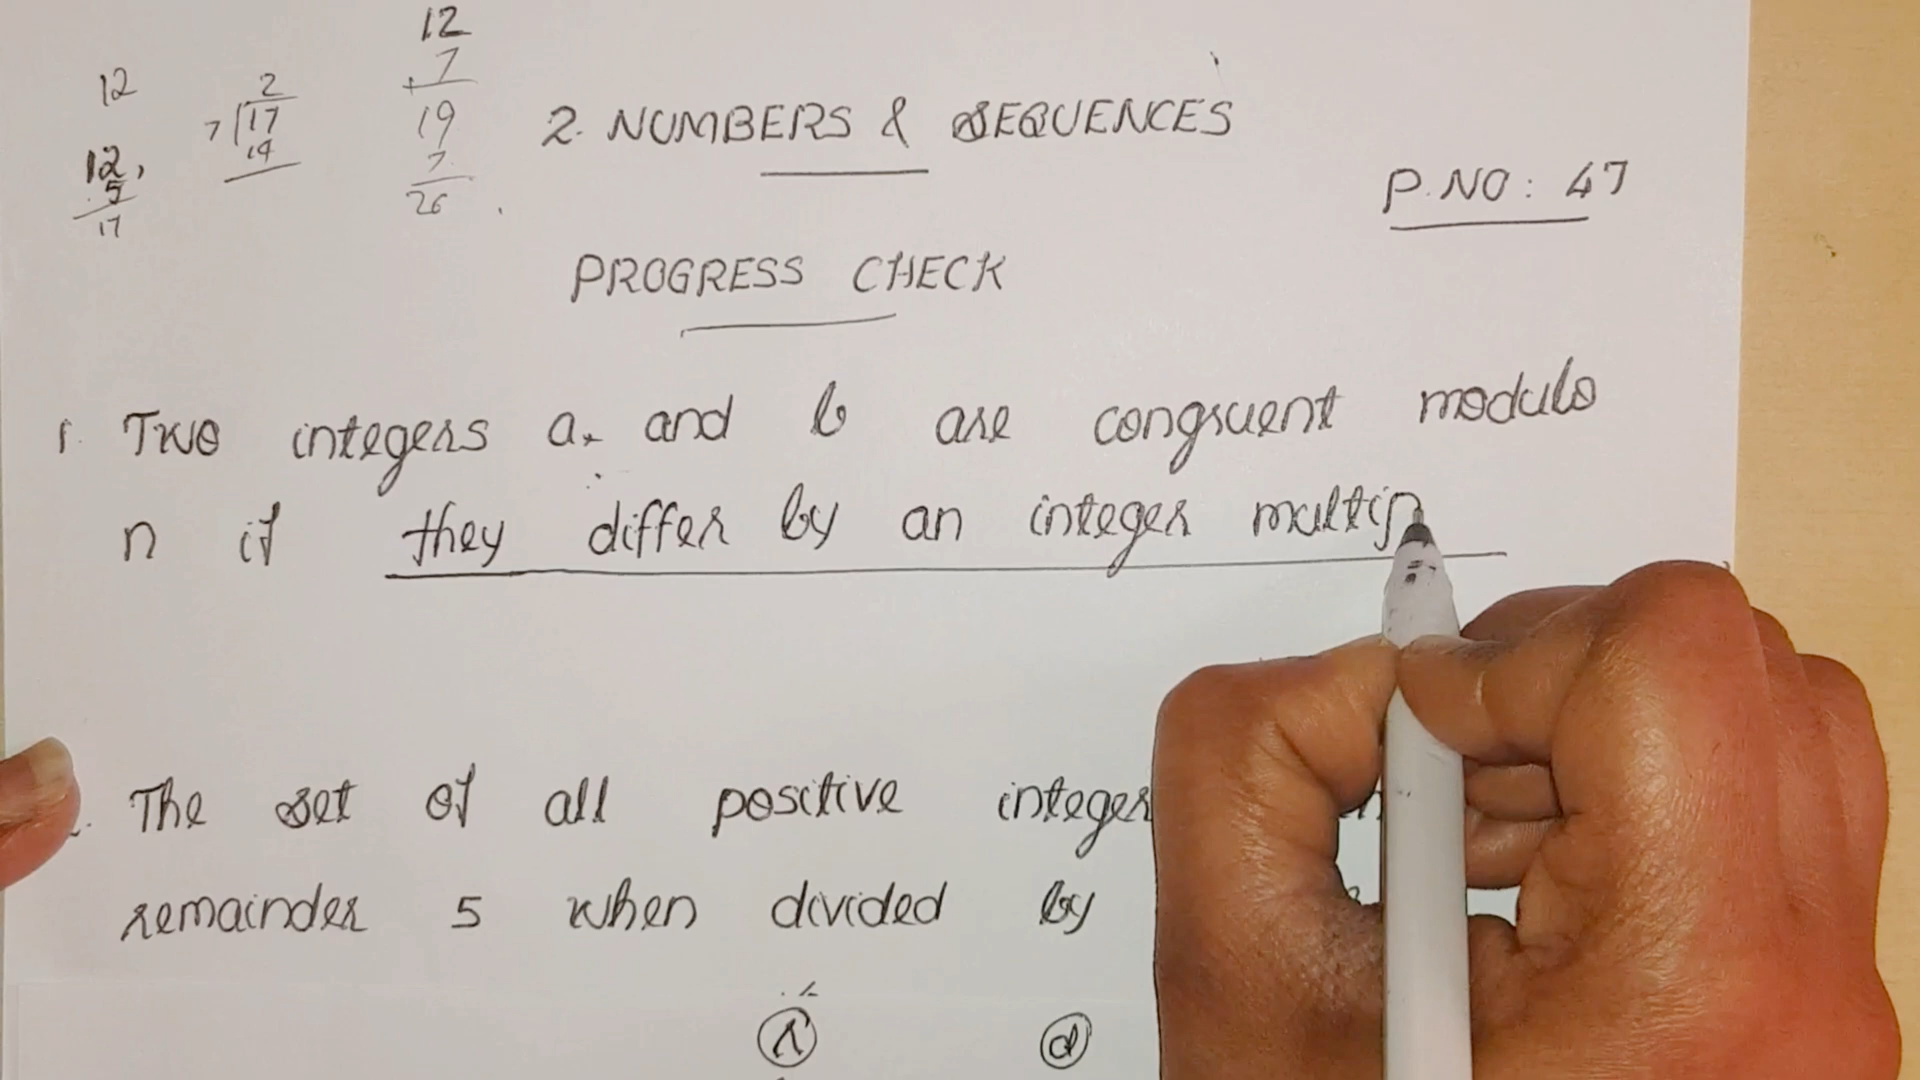 12
12,
5
17
2
7 17
14
12
+ 7
19
7
26
2. NUMBERS & SEQUENCES
P.NO: 47
PROGRESS CHECK
1. Two integers a and b are congruent modulo
n if they differ by an integer multip
The set of all positive integer
remainder 5 when divided by